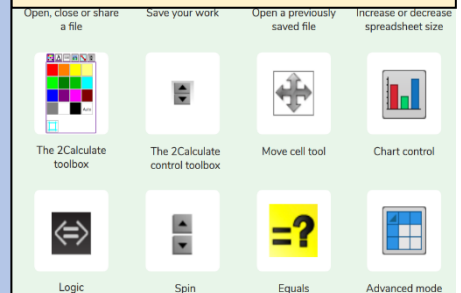 Open, close or share
a file
Save your work
Open a previously
saved file
Increase or decrease
spreadsheet size
The 2Calculate
toolbox
The 2Calculate
control toolbox
Move cell tool
Chart control
=?
Logic
Spin
Equals
Advanced mode